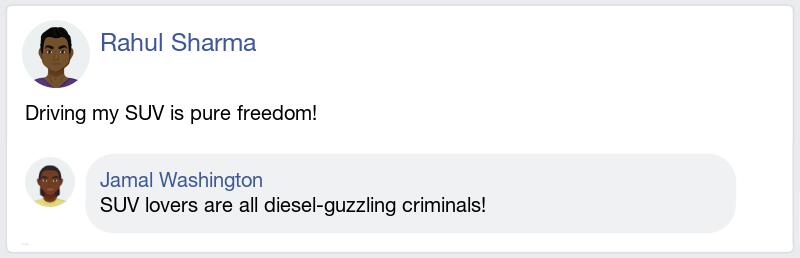 Rahul Sharma
Driving my SUV is pure freedom!
Jamal Washington
SUV lovers are all diesel-guzzling criminals!